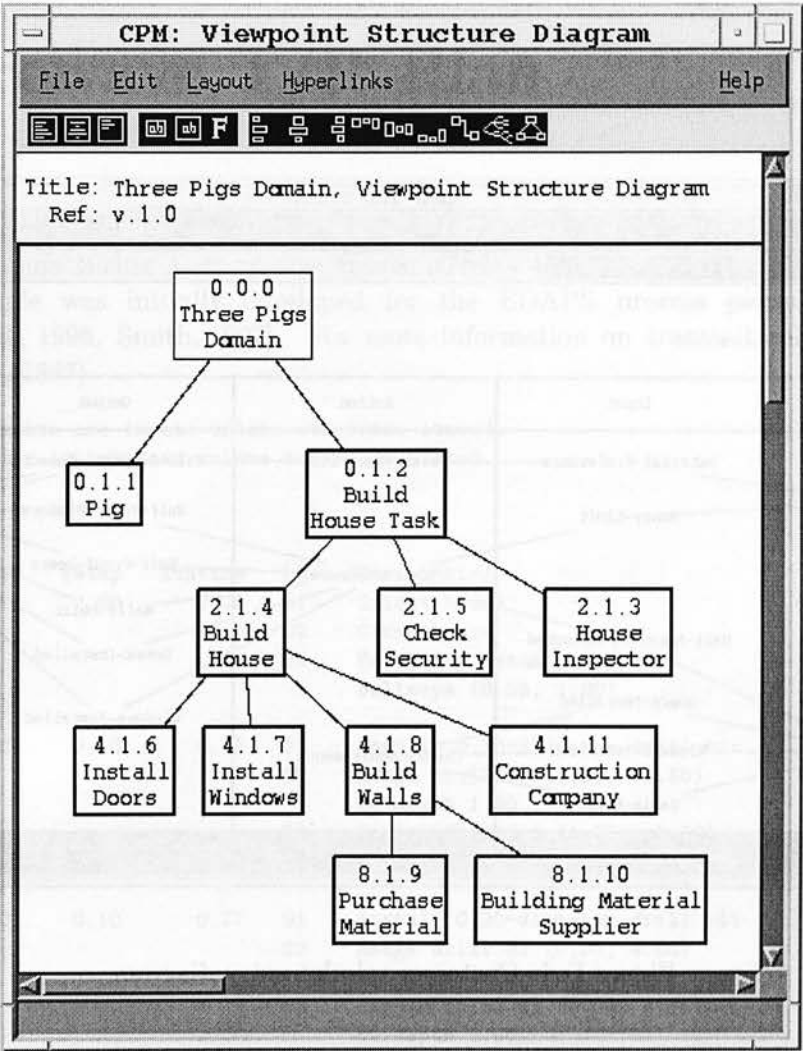 CPM: Viewpoint Structure Diagram
File Edit Layout Hyperlinks Help
ab ab F
Title: Three Pigs Domain, Viewpoint Structure Diagram
Ref: v.1.0
0.0.0
Three Pigs
Domain
0.1.1
Pig
0.1.2
Build
House Task
2.1.4
Build
House
2.1.5
Check
Security
2.1.3
House
Inspector
4.1.6
Install
Doors
4.1.7
Install
Windows
4.1.8
Build
Walls
4.1.11
Construction
Company
8.1.9
Purchase
Material
8.1.10
Building Material
Supplier